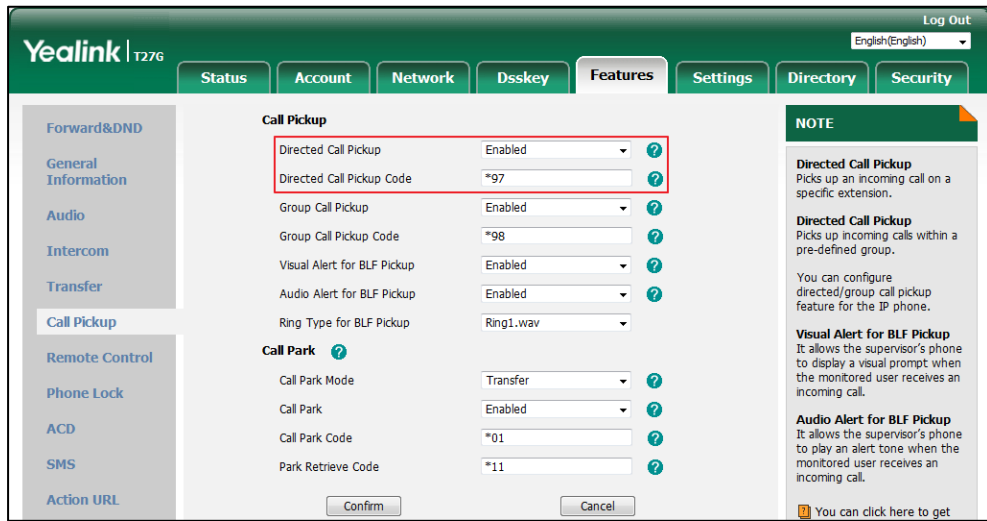 Log Out
Yealink T27G
English(English)
Status
Account
Network
Dsskey
Features
Settings
Directory
Security
Forward&DND
General
Information
Audio
Intercom
Transfer
Call Pickup
Remote Control
Phone Lock
ACD
SMS
Action URL
Call Pickup
Directed Call Pickup Enabled ?
Directed Call Pickup Code *97 ?
Group Call Pickup Enabled ?
Group Call Pickup Code *98 ?
Visual Alert for BLF Pickup Enabled ?
Audio Alert for BLF Pickup Enabled ?
Ring Type for BLF Pickup Ring1.wav
Call Park ?
Call Park Mode Transfer ?
Call Park Enabled ?
Call Park Code *01 ?
Park Retrieve Code *11 ?
Confirm Cancel
NOTE
Directed Call Pickup
Picks up an incoming call on a
specific extension.
Directed Call Pickup
Picks up incoming calls within a
pre-defined group.
You can configure
directed/group call pickup
feature for the IP phone.
Visual Alert for BLF Pickup
It allows the supervisor's phone
to display a visual prompt when
the monitored user receives an
incoming call.
Audio Alert for BLF Pickup
It allows the supervisor's phone
to play an alert tone when the
monitored user receives an
incoming call.
? You can click here to get